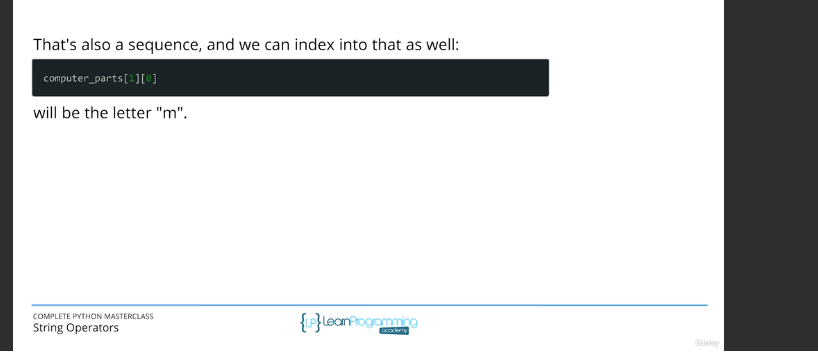 That's also a sequence, and we can index into that as well:
computer_parts[1][0]
will be the letter "m".
COMPLETE PYTHON MASTERCLASS
String Operators
{LP} LearnProgramming
academy
Udemy